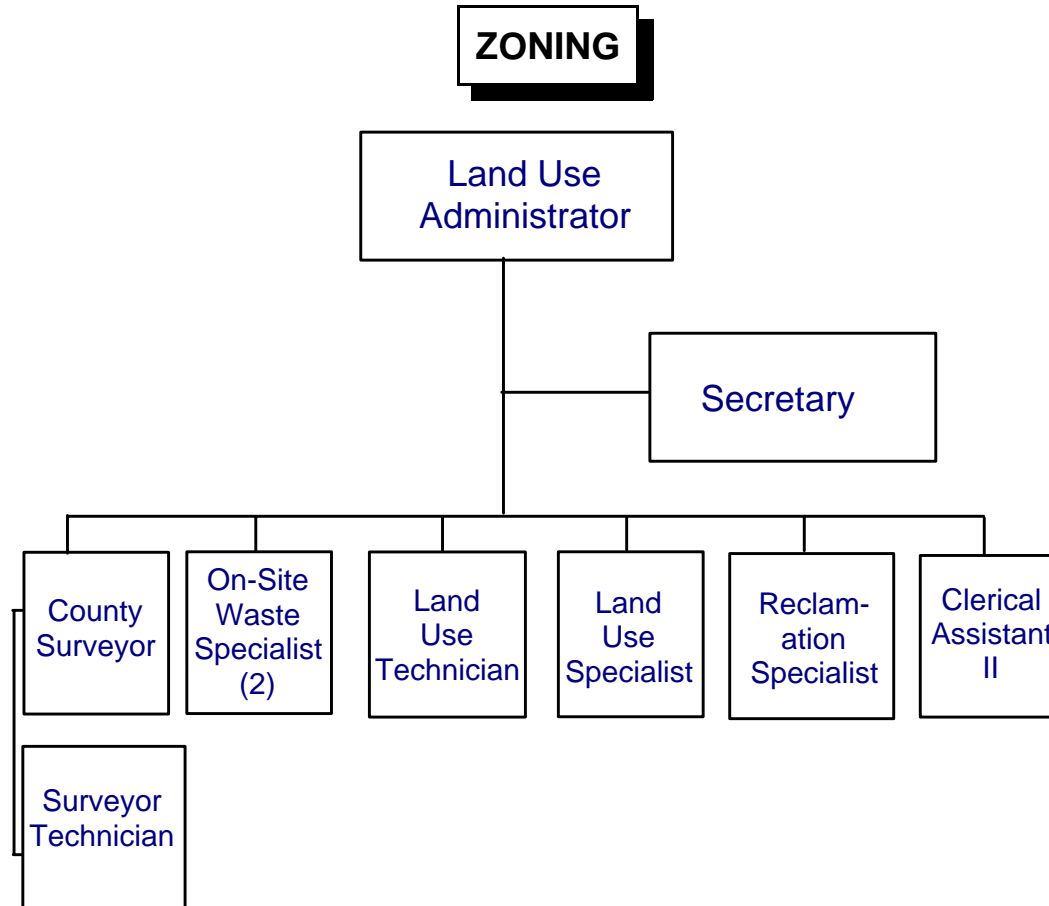 ZONING
Land Use
Administrator
Secretary
County
Surveyor
On-Site
Waste
Specialist
(2)
Land
Use
Technician
Land
Use
Specialist
Reclam-
ation
Specialist
Clerical
Assistant
II
Surveyor
Technician